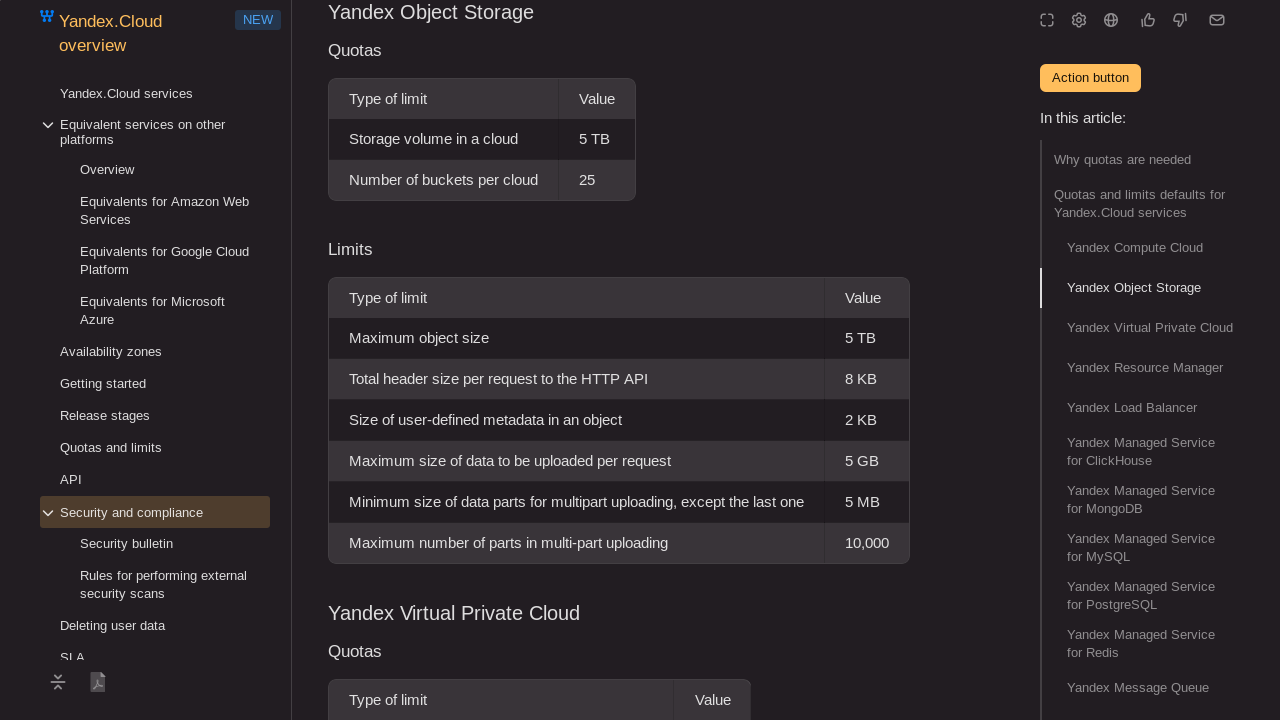 Yandex.Cloud
overview
NEW
Yandex.Cloud services
Equivalent services on other
platforms
Overview
Equivalents for Amazon Web
Services
Equivalents for Google Cloud
Platform
Equivalents for Microsoft
Azure
Availability zones
Getting started
Release stages
Quotas and limits
API
Security and compliance
Security bulletin
Rules for performing external
security scans
Deleting user data
SLA
Yandex Object Storage
Quotas
Type of limit Value
Storage volume in a cloud 5 TB
Number of buckets per cloud 25
Limits
Type of limit Value
Maximum object size 5 TB
Total header size per request to the HTTP API 8 KB
Size of user-defined metadata in an object 2 KB
Maximum size of data to be uploaded per request 5 GB
Minimum size of data parts for multipart uploading, except the last one 5 MB
Maximum number of parts in multi-part uploading 10,000
Yandex Virtual Private Cloud
Quotas
Type of limit Value
Action button
In this article:
Why quotas are needed
Quotas and limits defaults for
Yandex.Cloud services
Yandex Compute Cloud
Yandex Object Storage
Yandex Virtual Private Cloud
Yandex Resource Manager
Yandex Load Balancer
Yandex Managed Service
for ClickHouse
Yandex Managed Service
for MongoDB
Yandex Managed Service
for MySQL
Yandex Managed Service
for PostgreSQL
Yandex Managed Service
for Redis
Yandex Message Queue